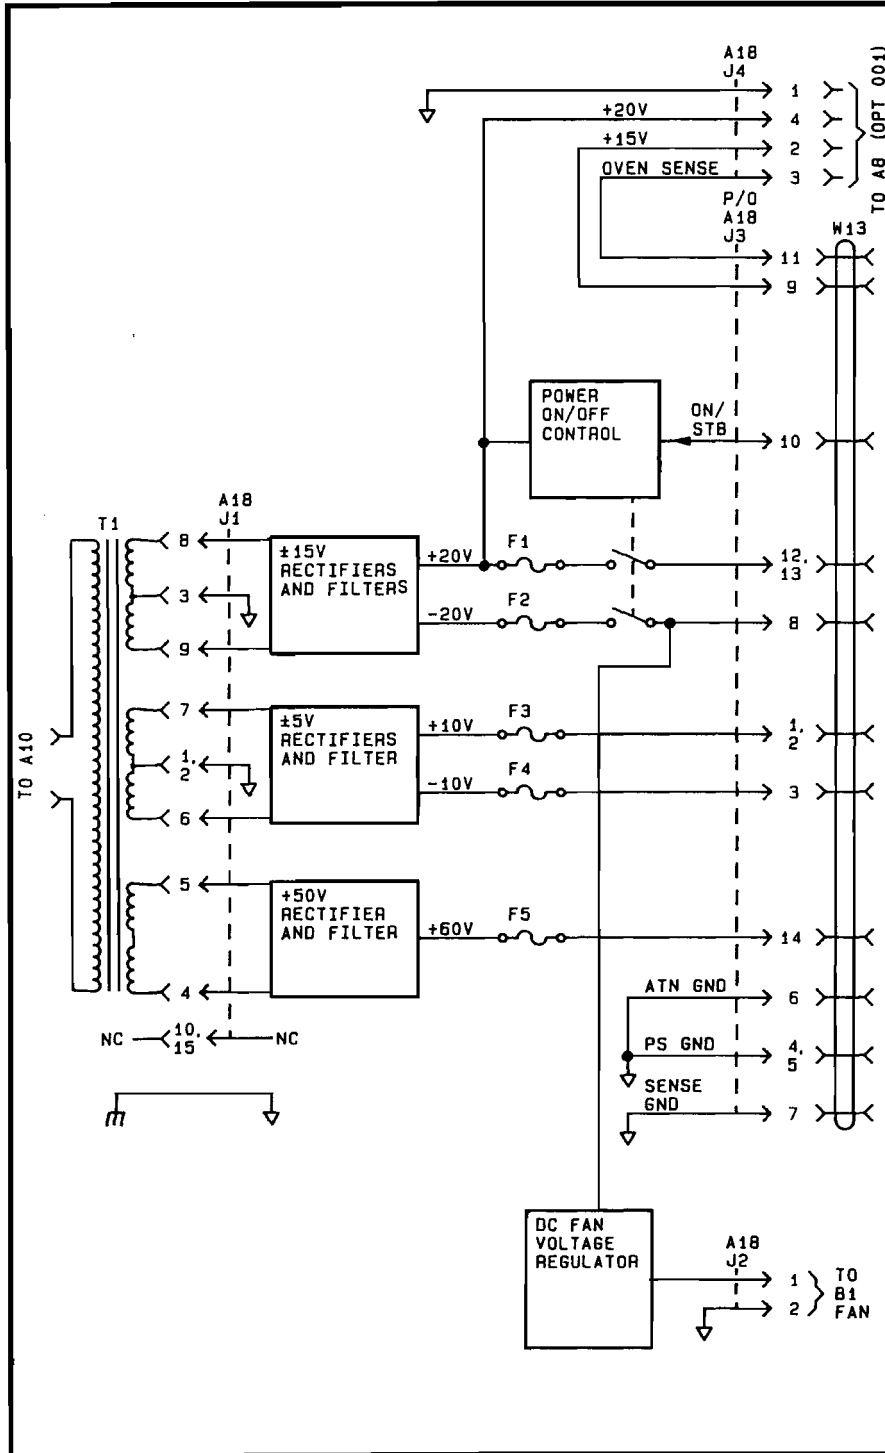 A18
J4
1
+20V
4
+15V
2
OVEN SENSE
3
TO A8 (OPT 001)
P/O
A18
J3
W13
11
9
POWER
ON/OFF
CONTROL
ON/
STB
10
A18
J1
T1
8
±15V
RECTIFIERS
AND FILTERS
+20V
F1
12,
13
3
-20V
F2
8
9
7
±5V
RECTIFIERS
AND FILTER
+10V
F3
1,
2
TO A10
1,
2
-10V
F4
3
6
5
+50V
RECTIFIER
AND FILTER
+60V
F5
14
4
ATN GND
6
NC
10,
15
NC
PS GND
4,
5
SENSE
GND
7
DC FAN
VOLTAGE
REGULATOR
A18
J2
1
2
TO
B1
FAN